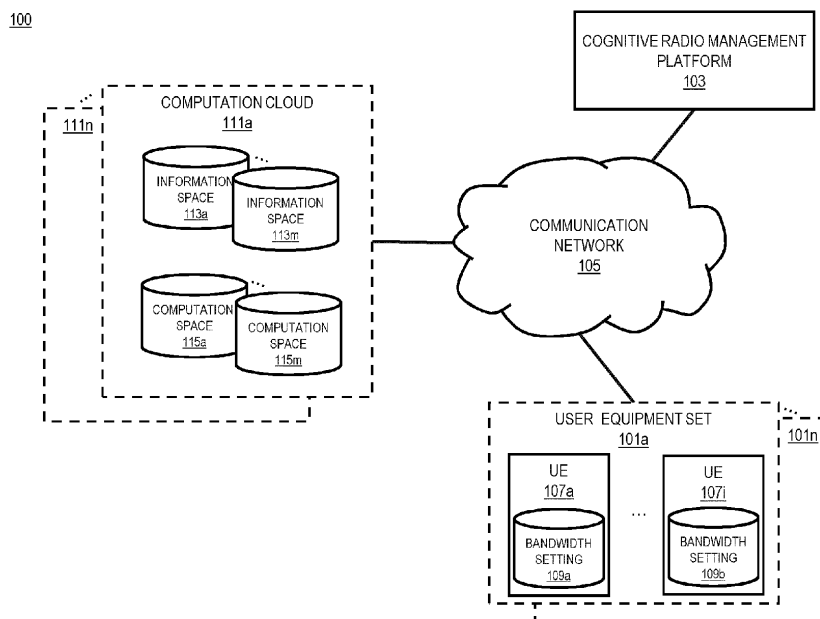 100
COGNITIVE RADIO MANAGEMENT
PLATFORM
103
COMPUTATION CLOUD
111a
111n
INFORMATION
SPACE
113a
INFORMATION
SPACE
113m
COMPUTATION
SPACE
115a
COMPUTATION
SPACE
115m
COMMUNICATION
NETWORK
105
USER EQUIPMENT SET
101a
101n
UE
107a
BANDWIDTH
SETTING
109a
...
UE
107i
BANDWIDTH
SETTING
109b